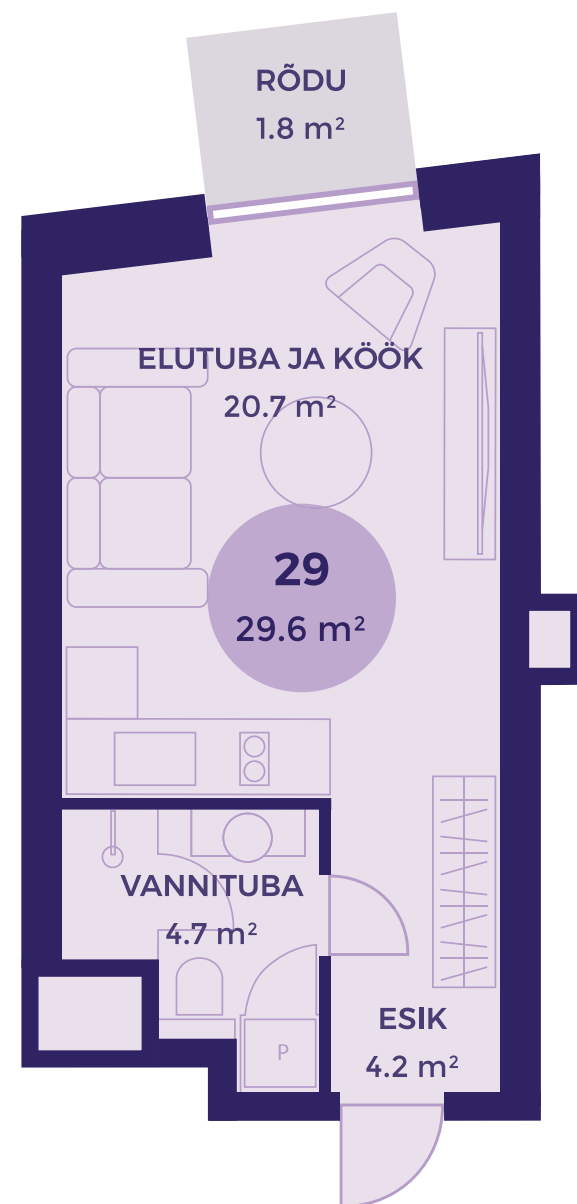 RÕDU
1.8 m²
ELUTUBA JA KÖÖK
20.7 m²
29
29.6 m²
VANNITUBA
4.7 m²
P
ESIK
4.2 m²